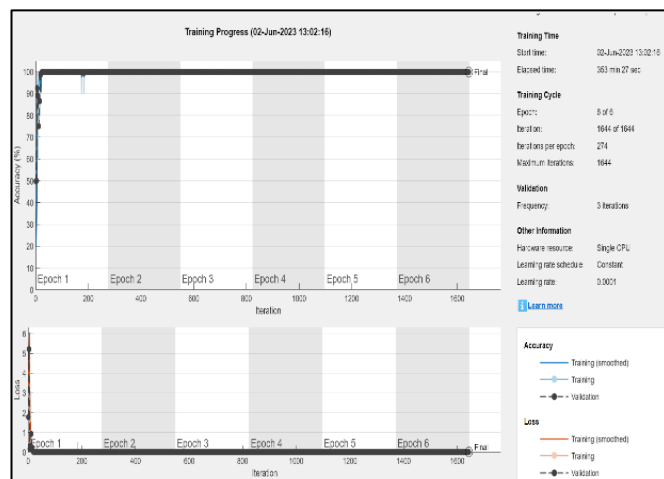 Training Progress (02-Jun-2023 13:02:16)
100
90
80
70
60
50
40
30
20
10
0
Accuracy (%)
Final
Epoch 1
Epoch 2
Epoch 3
Epoch 4
Epoch 5
Epoch 6
0
200
400
600
800
1000
1200
1400
1600
Iteration
6
5
4
3
2
1
0
Loss
Final
Epoch 1
Epoch 2
Epoch 3
Epoch 4
Epoch 5
Epoch 6
0
200
400
600
800
1000
1200
1400
1600
Iteration
Training Time
Start time: 02-Jun-2023 13:02:16
Elapsed time: 353 min 27 sec
Training Cycle
Epoch: 6 of 6
Iteration: 1644 of 1644
Iterations per epoch: 274
Maximum iterations: 1644
Validation
Frequency: 3 iterations
Other Information
Hardware resource: Single CPU
Learning rate schedule: Constant
Learning rate: 0.0001
i Learn more
Accuracy
Training (smoothed)
Training
Validation
Loss
Training (smoothed)
Training
Validation